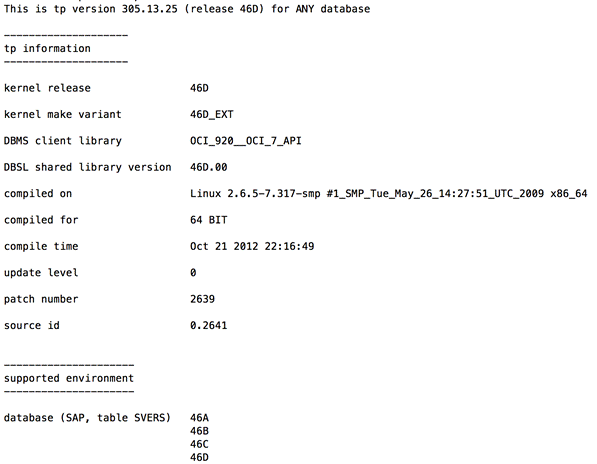 This is tp version 305.13.25 (release 46D) for ANY database
--------------------
tp information
--------------------
kernel release 46D
kernel make variant 46D_EXT
DBMS client library OCI_920__OCI_7_API
DBSL shared library version 46D.00
compiled on Linux 2.6.5-7.317-smp #1_SMP_Tue_May_26_14:27:51_UTC_2009 x86_64
compiled for 64 BIT
compile time Oct 21 2012 22:16:49
update level 0
patch number 2639
source id 0.2641
---------------------
supported environment
---------------------
database (SAP, table SVERS) 46A
46B
46C
46D